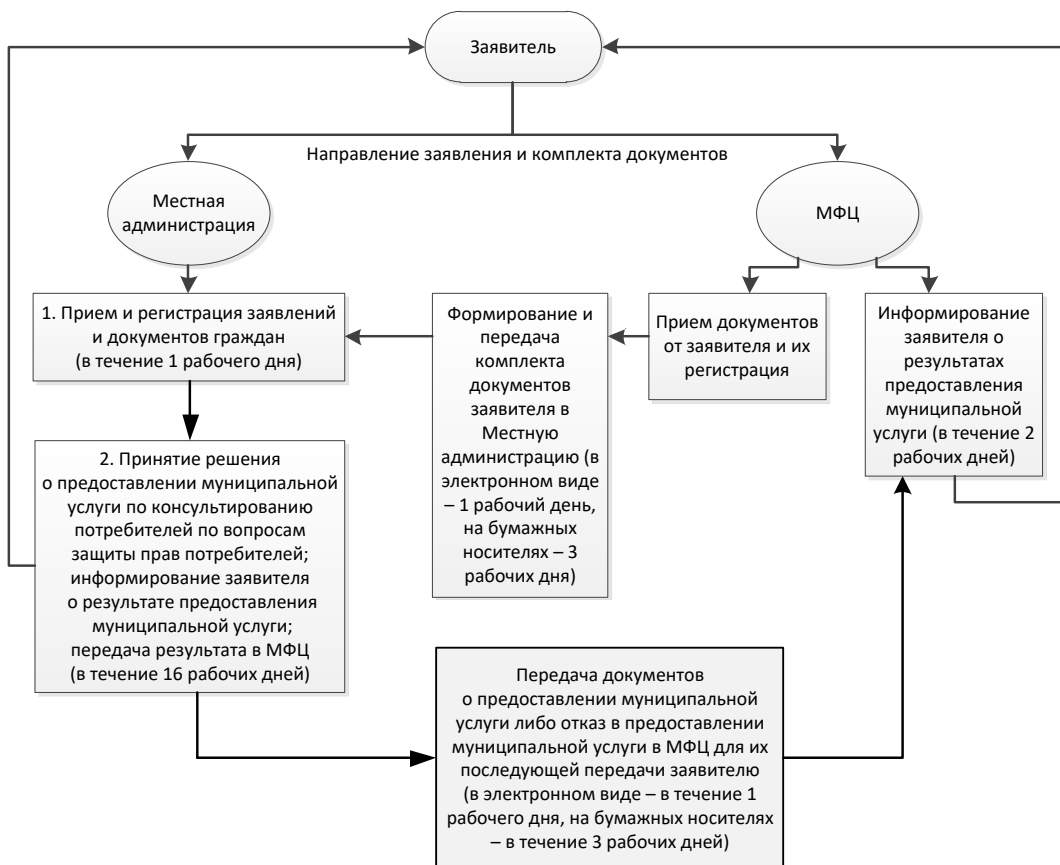 Заявитель
Направление заявления и комплекта документов
Местная
администрация
МФЦ
1. Прием и регистрация заявлений
и документов граждан
(в течение 1 рабочего дня)
Формирование и
передача
комплекта
документов
заявителя в
Местную
администрацию (в
электронном виде
– 1 рабочий день,
на бумажных
носителях – 3
рабочих дня)
Прием документов
от заявителя и их
регистрация
Информирование
заявителя о
результатах
предоставления
муниципальной
услуги (в течение 2
рабочих дней)
2. Принятие решения
о предоставлении муниципальной
услуги по консультированию
потребителей по вопросам
защиты прав потребителей;
информирование заявителя
о результате предоставления
муниципальной услуги;
передача результата в МФЦ
(в течение 16 рабочих дней)
Передача документов
о предоставлении муниципальной
услуги либо отказ в предоставлении
муниципальной услуги в МФЦ для их
последующей передачи заявителю
(в электронном виде – в течение 1
рабочего дня, на бумажных носителях
– в течение 3 рабочих дней)